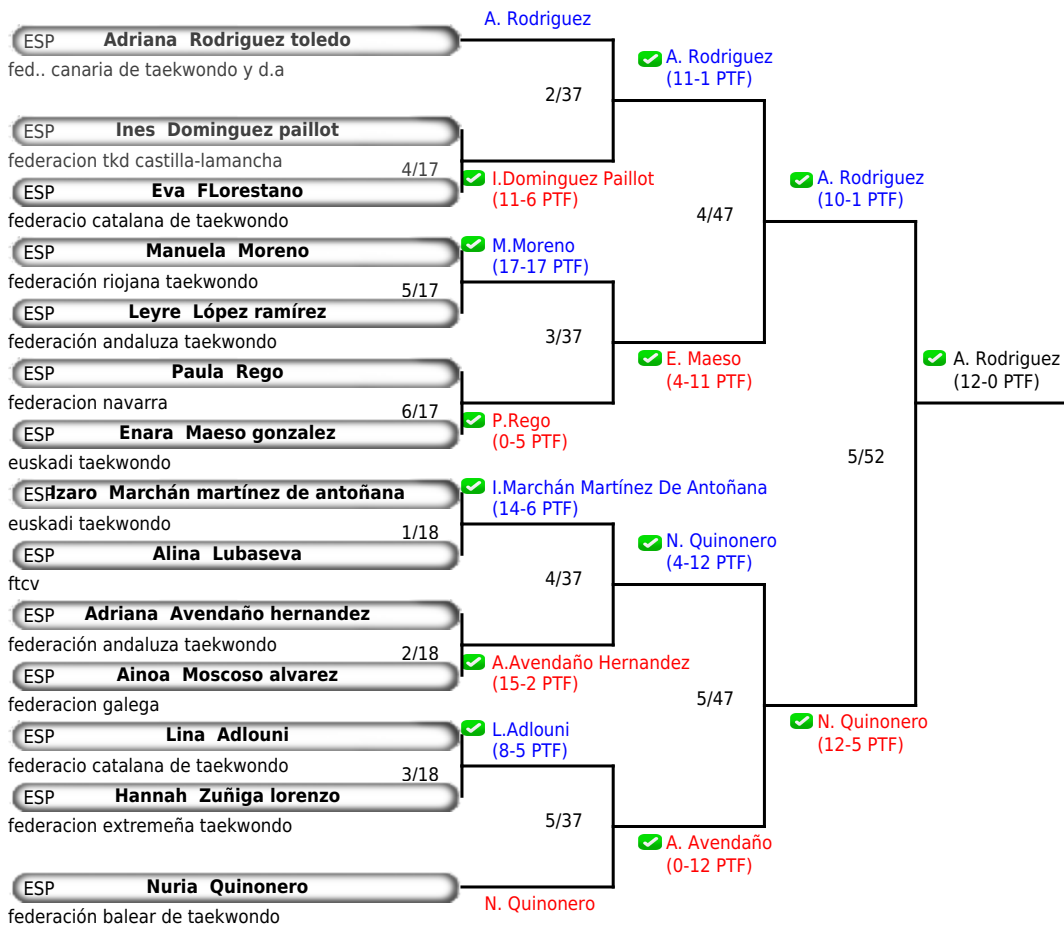 A. Rodriguez
ESP Adriana Rodriguez toledo
fed.. canaria de taekwondo y d.a
A. Rodriguez
(11-1 PTF)
2/37
ESP Ines Dominguez paillot
federacion tkd castilla-lamancha
4/17
I.Dominguez Paillot
(11-6 PTF)
ESP Eva FLorestano
federacio catalana de taekwondo
A. Rodriguez
(10-1 PTF)
4/47
ESP Manuela Moreno
federación riojana taekwondo
M.Moreno
(17-17 PTF)
5/17
ESP Leyre López ramírez
federación andaluza taekwondo
3/37
E. Maeso
(4-11 PTF)
ESP Paula Rego
federacion navarra
6/17
P.Rego
(0-5 PTF)
ESP Enara Maeso gonzalez
euskadi taekwondo
A. Rodriguez
(12-0 PTF)
5/52
ESP Izaro Marchán martínez de antoñana
euskadi taekwondo
I.Marchán Martínez De Antoñana
(14-6 PTF)
1/18
ESP Alina Lubaseva
ftcv
4/37
N. Quinonero
(4-12 PTF)
ESP Adriana Avendaño hernandez
federación andaluza taekwondo
2/18
A.Avendaño Hernandez
(15-2 PTF)
ESP Ainoa Moscoso alvarez
federacion galega
5/47
N. Quinonero
(12-5 PTF)
ESP Lina Adlouni
federacio catalana de taekwondo
L.Adlouni
(8-5 PTF)
3/18
ESP Hannah Zuñiga lorenzo
federacion extremeña taekwondo
5/37
A. Avendaño
(0-12 PTF)
ESP Nuria Quinonero
federación balear de taekwondo
N. Quinonero